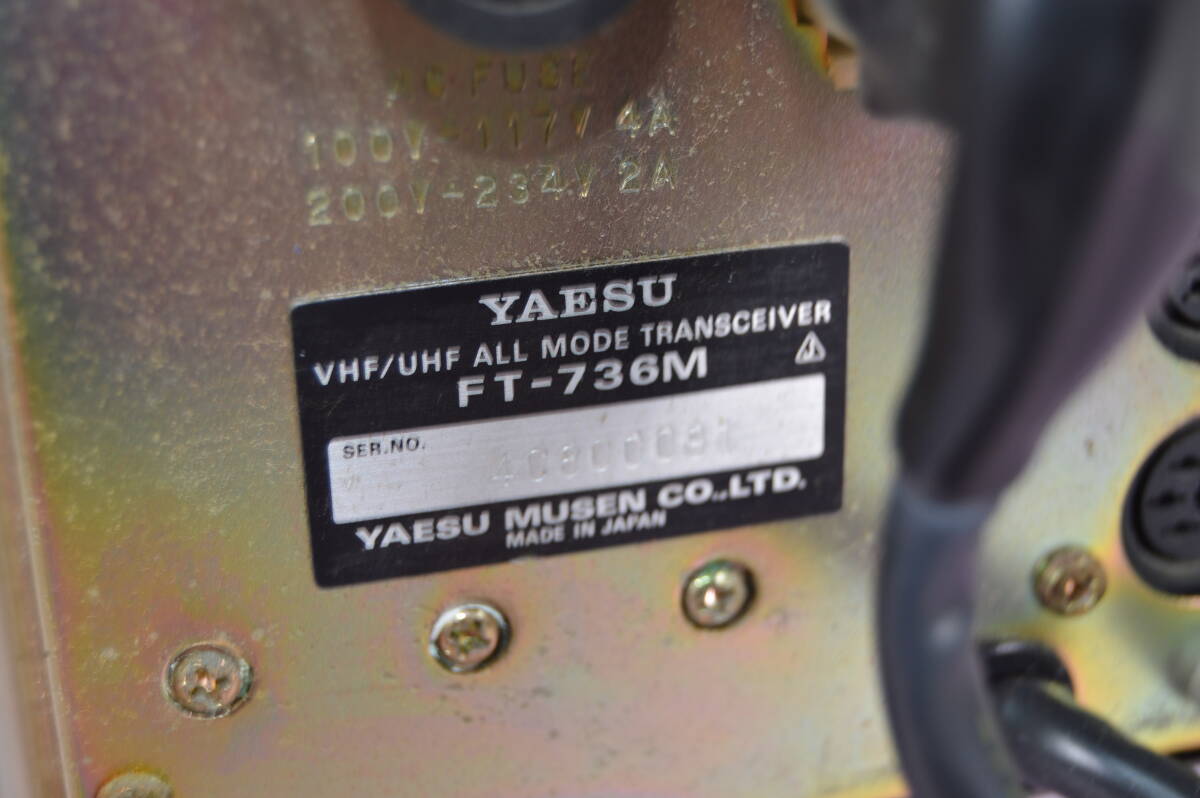 AC FUSE
100V-117V 4A
200V-234V 2A
YAESU
VHF/UHF ALL MODE TRANSCEIVER
FT-736M
SER.NO.
YAESU MUSEN CO.,LTD.
MADE IN JAPAN